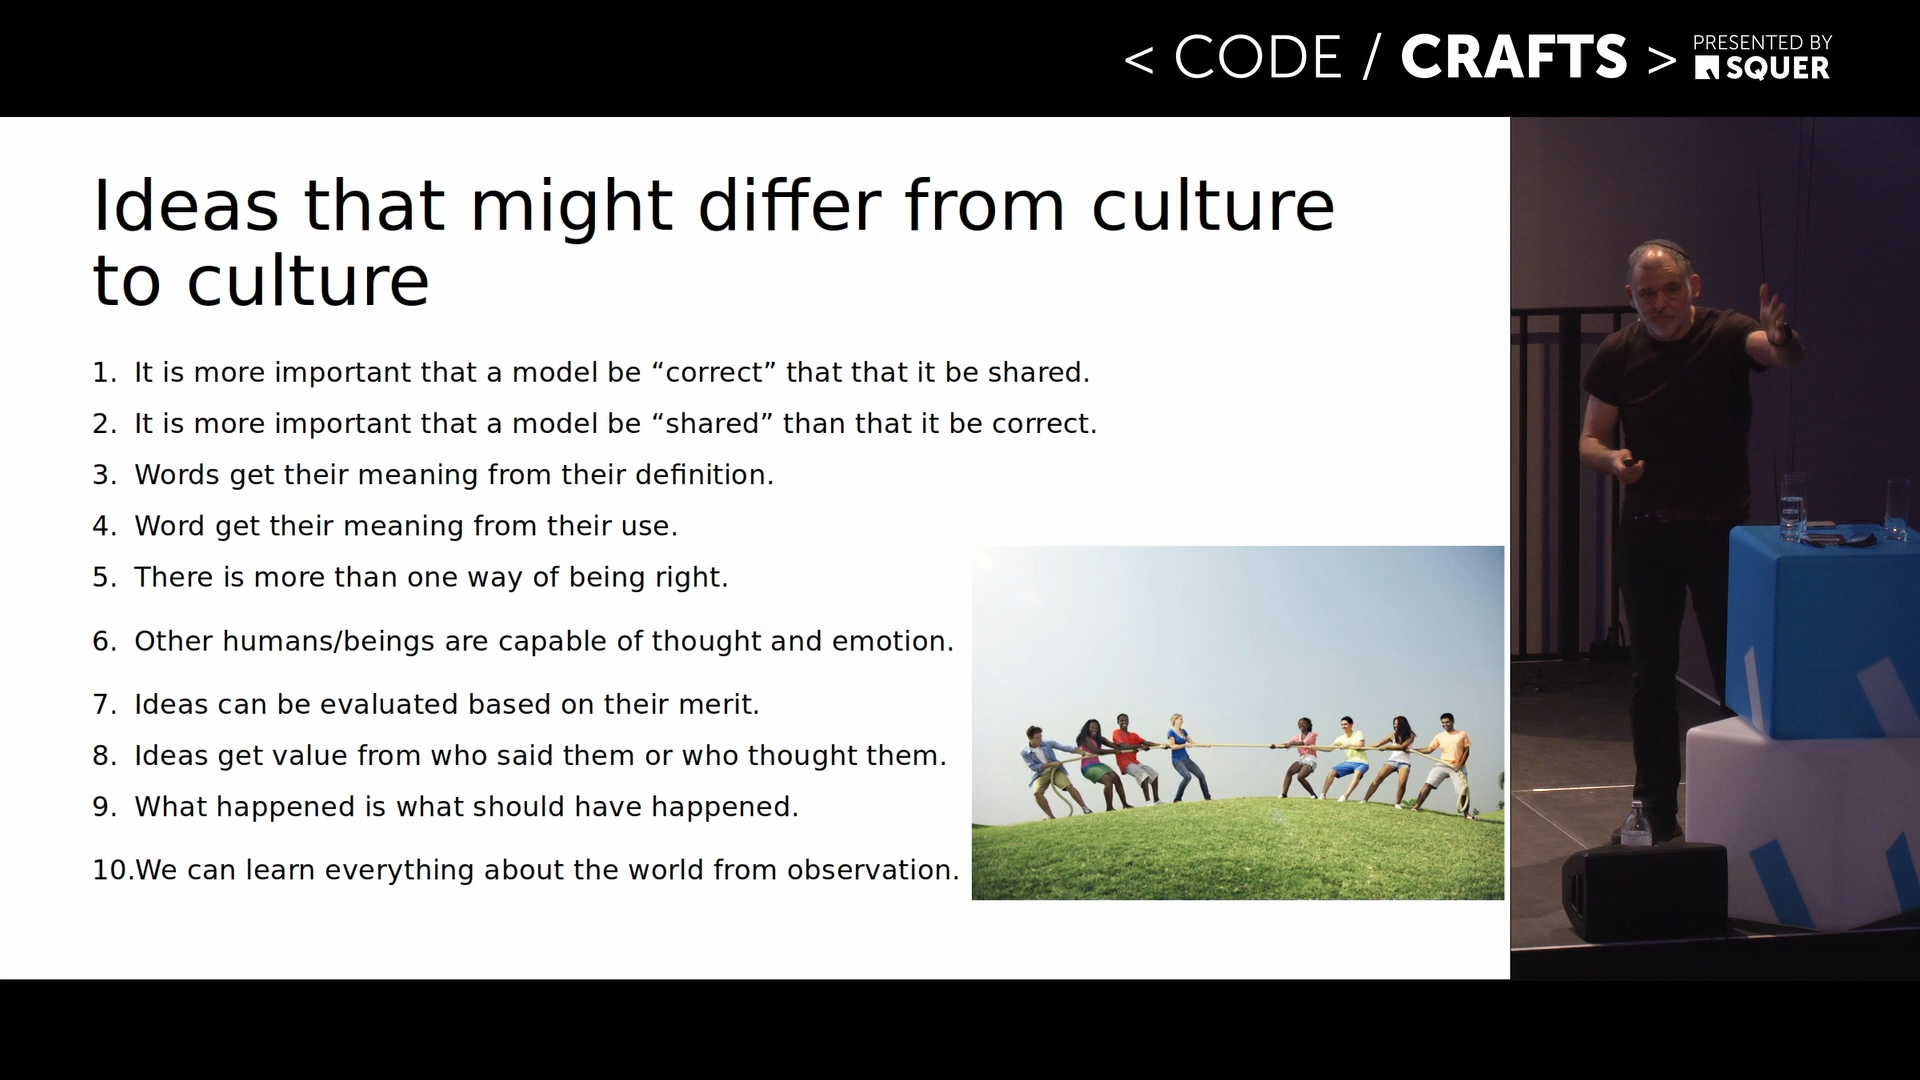 < CODE / CRAFTS >
PRESENTED BY
SQUER
Ideas that might differ from culture
to culture
1. It is more important that a model be “correct” that that it be shared.
2. It is more important that a model be “shared” than that it be correct.
3. Words get their meaning from their definition.
4. Word get their meaning from their use.
5. There is more than one way of being right.
6. Other humans/beings are capable of thought and emotion.
7. Ideas can be evaluated based on their merit.
8. Ideas get value from who said them or who thought them.
9. What happened is what should have happened.
10.We can learn everything about the world from observation.